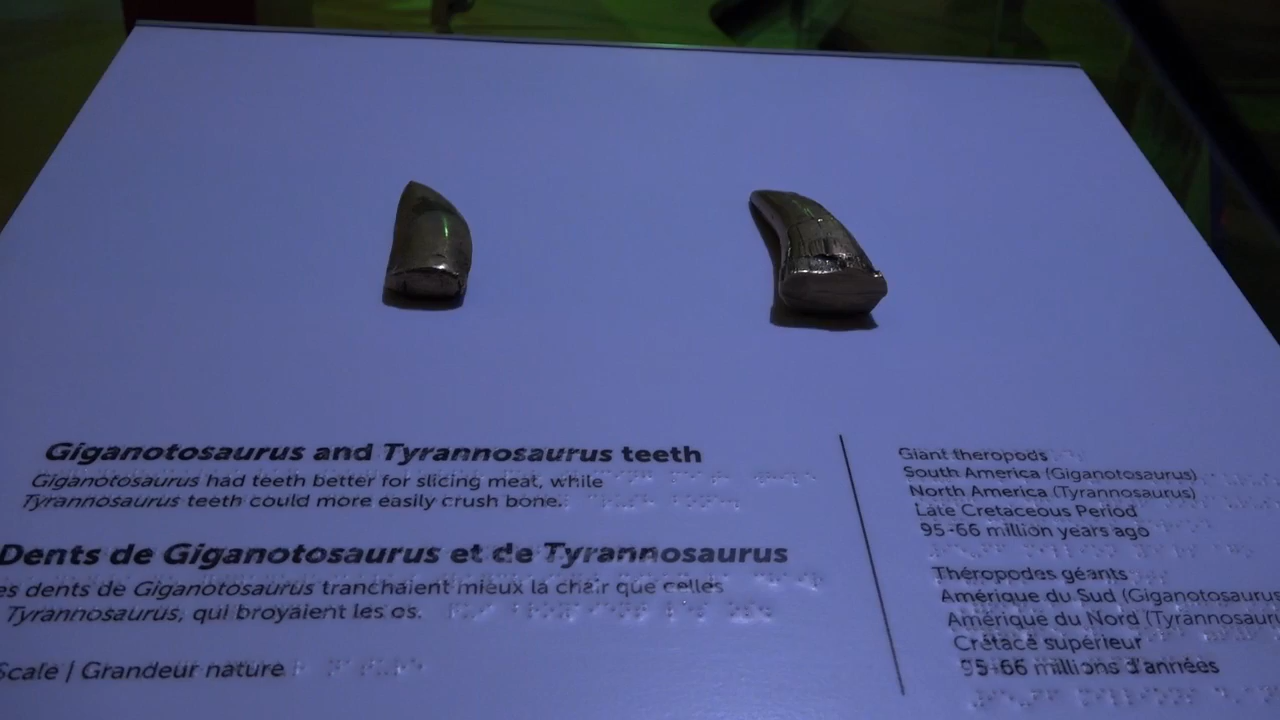 Giganotosaurus and Tyrannosaurus teeth
Giganotosaurus had teeth better for slicing meat, while
Tyrannosaurus teeth could more easily crush bone.
Dents de Giganotosaurus et de Tyrannosaurus
dents de Giganotosaurus tranchaient mieux la chair que celles
Tyrannosaurus, qui broyaient les os.
Scale | Grandeur nature
Giant theropods
South America (Giganotosaurus)
North America (Tyrannosaurus)
Late Cretaceous Period
95-66 million years ago
Théropodes géants
Amérique du Sud (Giganotosaurus
Amérique du Nord (Tyrannosauru
Crétacé supérieur
95-66 millions d'années